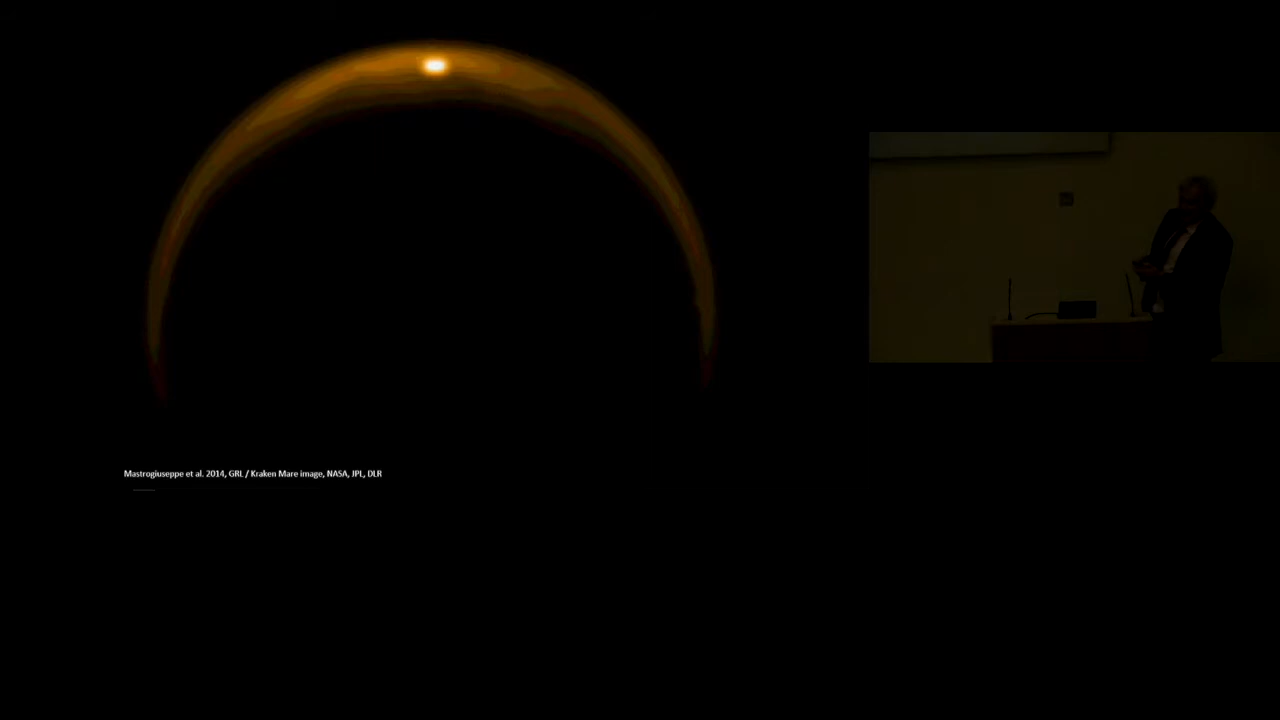 Mastrogiuseppe et al. 2014, GRL / Kraken Mare image, NASA, JPL, DLR